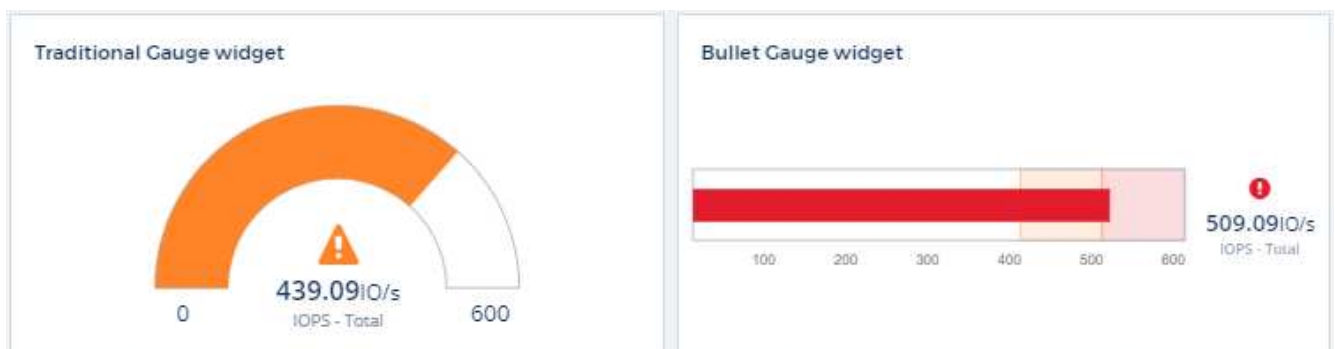 Traditional Gauge widget
439.09IO/s
0
IOPS - Total
600
Bullet Gauge widget
509.09IO/s
IOPS - Total
100 200 300 400 500 600